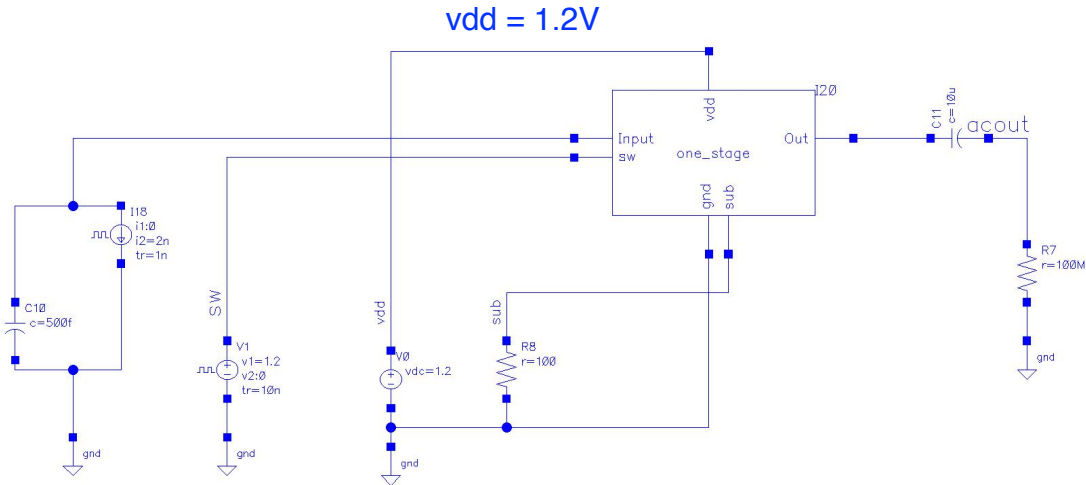 vdd = 1.2V
I20
vdd
Input
sw
one_stage
Out
gnd
sub
C11
c=10u
acout
I18
i1:0
i2=2n
tr=1n
C10
c=500f
gnd
SW
V1
v1=1.2
v2:0
tr=10n
gnd
vdd
V0
vdc=1.2
gnd
sub
R8
r=100
R7
r=100M
gnd